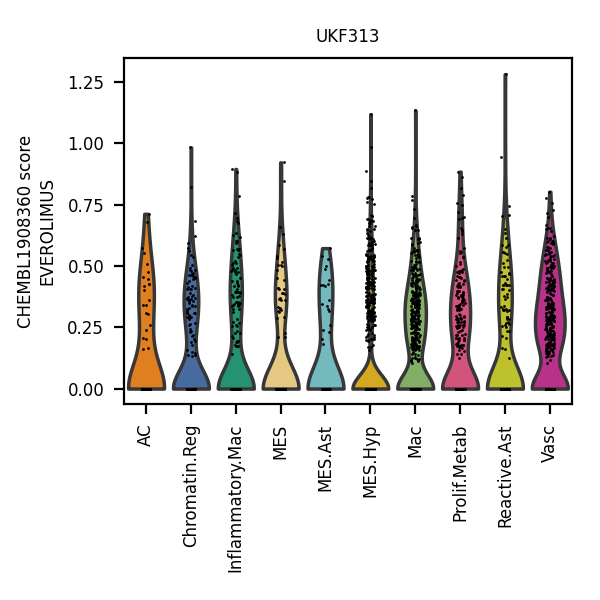 UKF313
CHEMBL1908360 score
EVEROLIMUS
1.25
1.00
0.75
0.50
0.25
0.00
AC
Chromatin.Reg
Inflammatory.Mac
MES
MES.Ast
MES.Hyp
Mac
Prolif.Metab
Reactive.Ast
Vasc